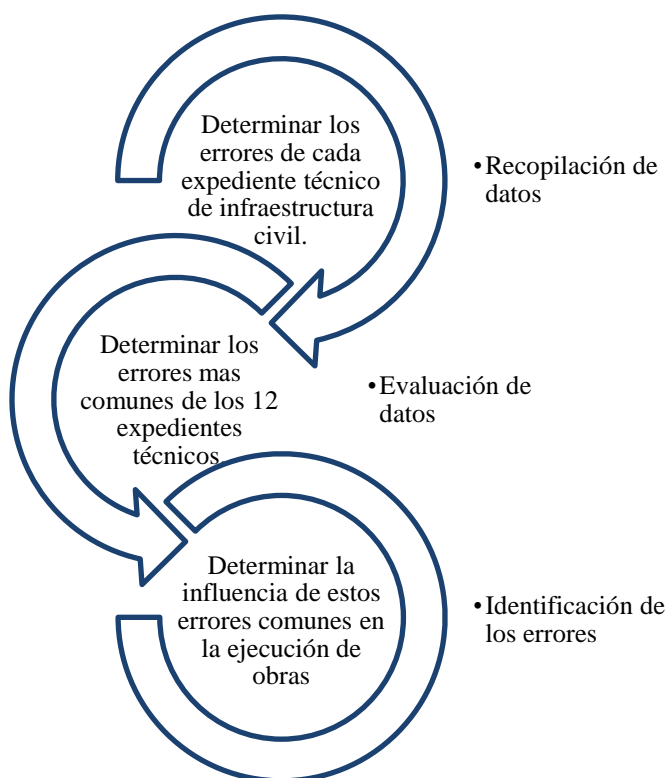 Determinar los
errores de cada
expediente técnico
de infraestructura
civil.
•Recopilación de
datos
Determinar los
errores mas
comunes de los 12
expedientes
técnicos.
•Evaluación de
datos
Determinar la
influencia de estos
errores comunes en
la ejecución de
obras
•Identificación de
los errores